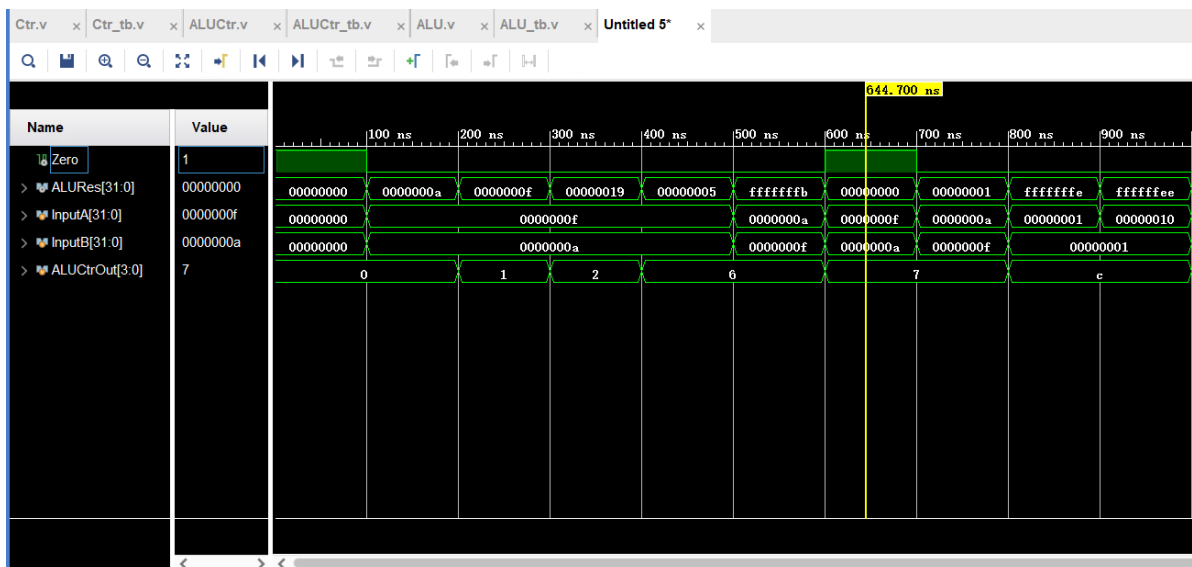 Ctr.v × Ctr_tb.v × ALUCtr.v × ALUCtr_tb.v × ALU.v × ALU_tb.v × Untitled 5* ×
644.700 ns
Name Value 100 ns 200 ns 300 ns 400 ns 500 ns 600 ns 700 ns 800 ns 900 ns
Zero 1
ALURes[31:0] 00000000 00000000 0000000a 0000000f 00000019 00000005 fffffffb 00000000 00000001 fffffffe ffffffee
InputA[31:0] 0000000f 00000000 0000000f 0000000a 0000000f 0000000a 00000001 00000010
InputB[31:0] 0000000a 00000000 0000000a 0000000f 0000000a 0000000f 00000001
ALUCtrOut[3:0] 7 0 1 2 6 7 c